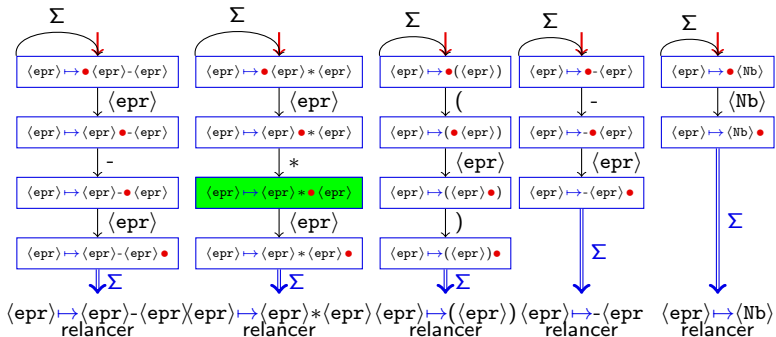 Σ Σ Σ Σ Σ
⟨epr⟩↦●⟨epr⟩-⟨epr⟩ ⟨epr⟩↦●⟨epr⟩*⟨epr⟩ ⟨epr⟩↦●(⟨epr⟩) ⟨epr⟩↦●-⟨epr⟩ ⟨epr⟩↦●⟨Nb⟩
⟨epr⟩ ⟨epr⟩ ( - ⟨Nb⟩
⟨epr⟩↦⟨epr⟩●-⟨epr⟩ ⟨epr⟩↦⟨epr⟩●*⟨epr⟩ ⟨epr⟩↦(●⟨epr⟩) ⟨epr⟩↦-●⟨epr⟩ ⟨epr⟩↦⟨Nb⟩●
- * ⟨epr⟩ ⟨epr⟩
⟨epr⟩↦⟨epr⟩-●⟨epr⟩ ⟨epr⟩↦⟨epr⟩*●⟨epr⟩ ⟨epr⟩↦(⟨epr⟩●) ⟨epr⟩↦-⟨epr⟩●
⟨epr⟩ ⟨epr⟩ ) Σ Σ
⟨epr⟩↦⟨epr⟩-⟨epr⟩● ⟨epr⟩↦⟨epr⟩*⟨epr⟩● ⟨epr⟩↦(⟨epr⟩)●
Σ Σ Σ
⟨epr⟩↦⟨epr⟩-⟨epr⟩ ⟨epr⟩↦⟨epr⟩*⟨epr⟩ ⟨epr⟩↦(⟨epr⟩) ⟨epr⟩↦-⟨epr ⟨epr⟩↦⟨Nb⟩
relancer relancer relancer relancer relancer